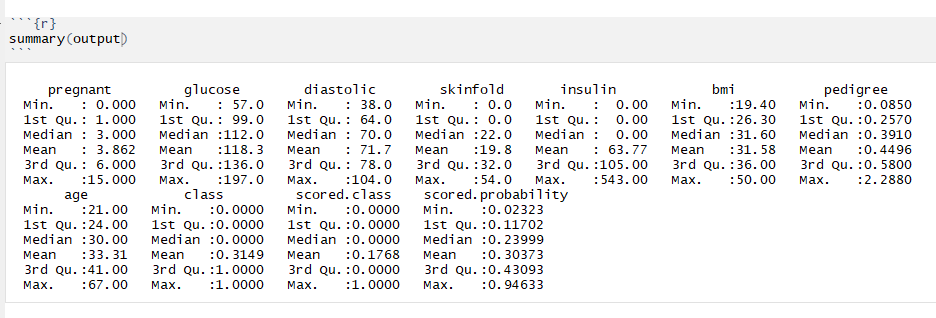 ```{r}
summary(output)
```
pregnant glucose diastolic skinfold insulin bmi pedigree
Min. : 0.000 Min. : 57.0 Min. : 38.0 Min. : 0.0 Min. : 0.00 Min. :19.40 Min. :0.0850
1st Qu.: 1.000 1st Qu.: 99.0 1st Qu.: 64.0 1st Qu.: 0.0 1st Qu.: 0.00 1st Qu.:26.30 1st Qu.:0.2570
Median : 3.000 Median :112.0 Median : 70.0 Median :22.0 Median : 0.00 Median :31.60 Median :0.3910
Mean : 3.862 Mean :118.3 Mean : 71.7 Mean :19.8 Mean : 63.77 Mean :31.58 Mean :0.4496
3rd Qu.: 6.000 3rd Qu.:136.0 3rd Qu.: 78.0 3rd Qu.:32.0 3rd Qu.:105.00 3rd Qu.:36.00 3rd Qu.:0.5800
Max. :15.000 Max. :197.0 Max. :104.0 Max. :54.0 Max. :543.00 Max. :50.00 Max. :2.2880
age class scored.class scored.probability
Min. :21.00 Min. :0.0000 Min. :0.0000 Min. :0.02323
1st Qu.:24.00 1st Qu.:0.0000 1st Qu.:0.0000 1st Qu.:0.11702
Median :30.00 Median :0.0000 Median :0.0000 Median :0.23999
Mean :33.31 Mean :0.3149 Mean :0.1768 Mean :0.30373
3rd Qu.:41.00 3rd Qu.:1.0000 3rd Qu.:0.0000 3rd Qu.:0.43093
Max. :67.00 Max. :1.0000 Max. :1.0000 Max. :0.94633